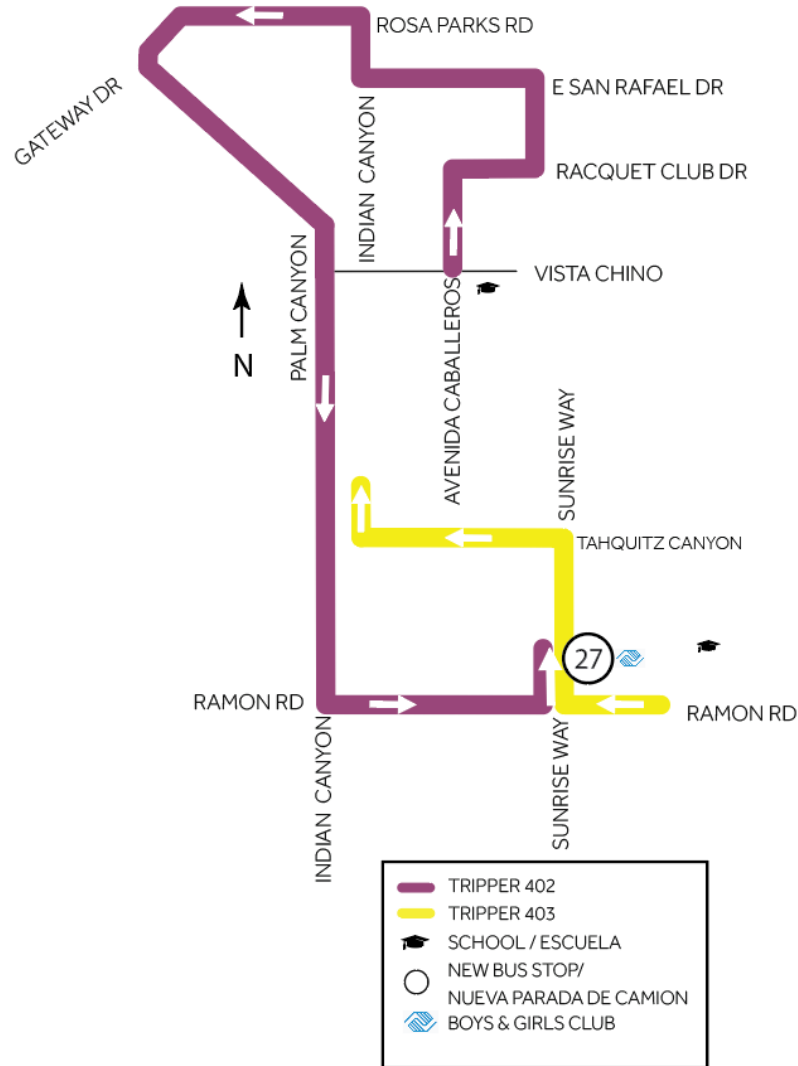 ROSA PARKS RD
E SAN RAFAEL DR
GATEWAY DR
INDIAN CANYON
RACQUET CLUB DR
VISTA CHINO
PALM CANYON
N
AVENIDA CABALLEROS
SUNRISE WAY
TAHQUITZ CANYON
27
RAMON RD
RAMON RD
INDIAN CANYON
SUNRISE WAY
TRIPPER 402
TRIPPER 403
SCHOOL / ESCUELA
NEW BUS STOP/
NUEVA PARADA DE CAMION
BOYS & GIRLS CLUB